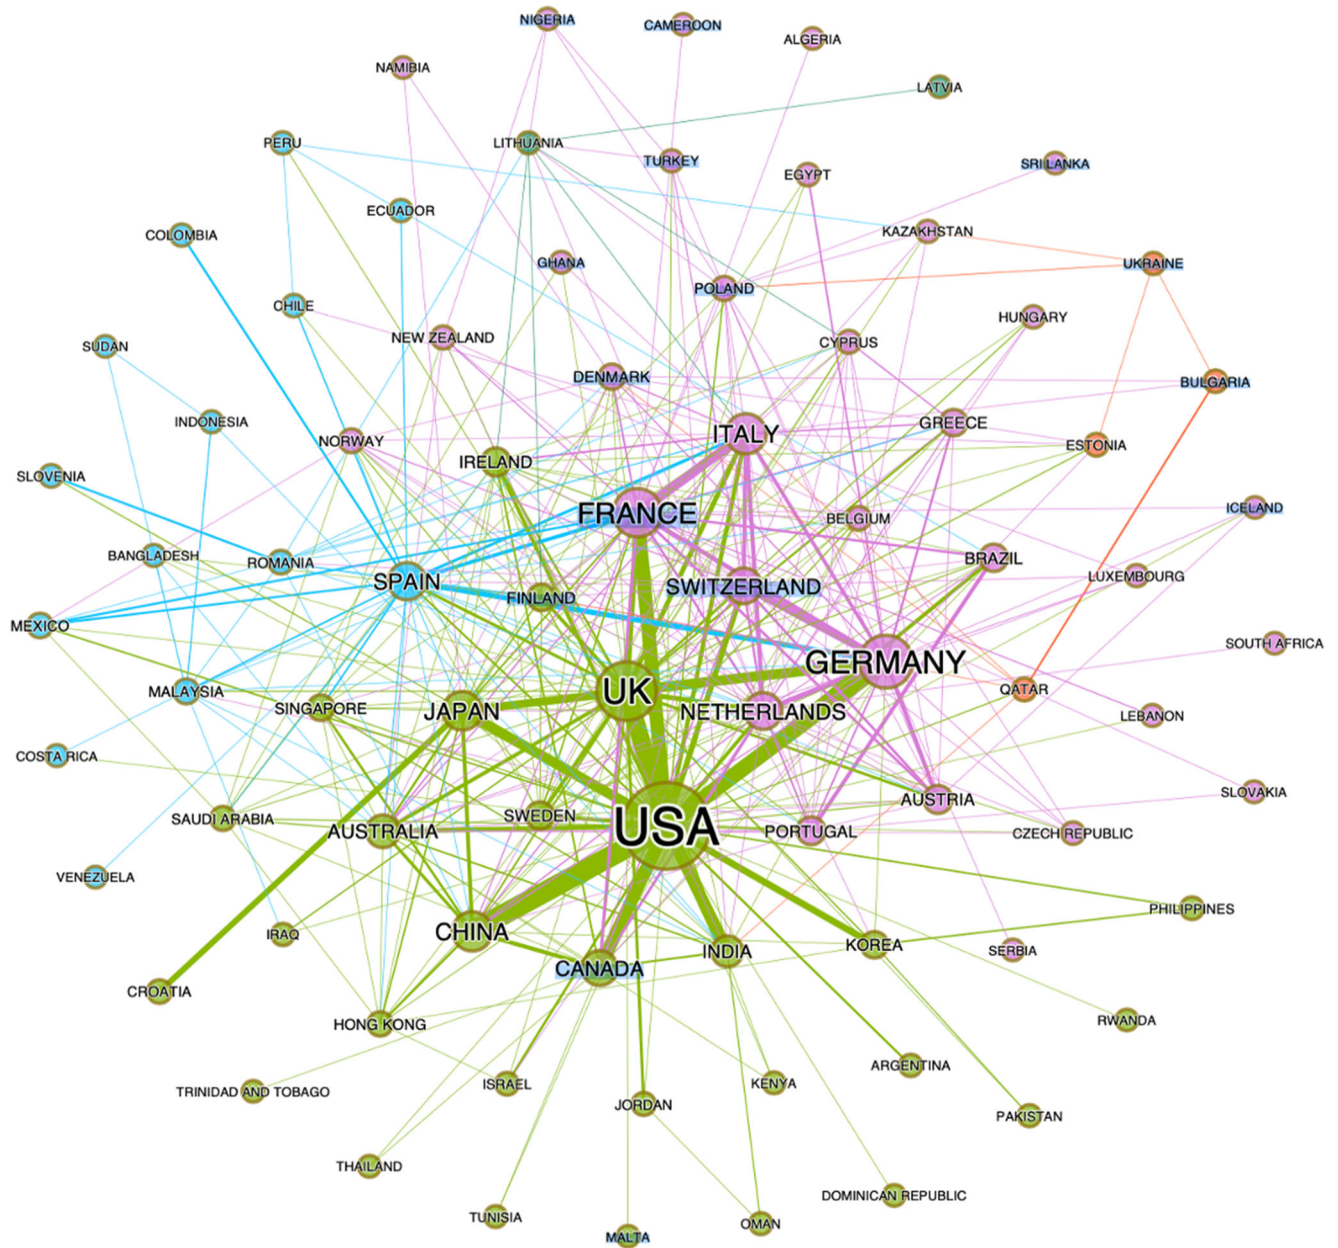 NIGERIA
CAMEROON
ALGERIA
NAMIBIA
LATVIA
PERU
LITHUANIA
TURKEY
EGYPT
SRI LANKA
ECUADOR
COLOMBIA
KAZAKHSTAN
GHANA
UKRAINE
POLAND
CHILE
HUNGARY
NEW ZEALAND
CYPRUS
SUDAN
DENMARK
BULGARIA
INDONESIA
GREECE
NORWAY
ITALY
ESTONIA
IRELAND
SLOVENIA
ICELAND
FRANCE
BELGIUM
BANGLADESH
ROMANIA
BRAZIL
SPAIN
LUXEMBOURG
SWITZERLAND
FINLAND
MEXICO
SOUTH AFRICA
GERMANY
MALAYSIA
UK
QATAR
SINGAPORE
JAPAN
NETHERLANDS
LEBANON
COSTA RICA
SLOVAKIA
AUSTRIA
SAUDI ARABIA
SWEDEN
USA
AUSTRALIA
PORTUGAL
CZECH REPUBLIC
VENEZUELA
PHILIPPINES
IRAQ
CHINA
KOREA
INDIA
SERBIA
CANADA
CROATIA
HONG KONG
RWANDA
ARGENTINA
TRINIDAD AND TOBAGO
ISRAEL
KENYA
JORDAN
PAKISTAN
THAILAND
DOMINICAN REPUBLIC
TUNISIA
OMAN
MALTA